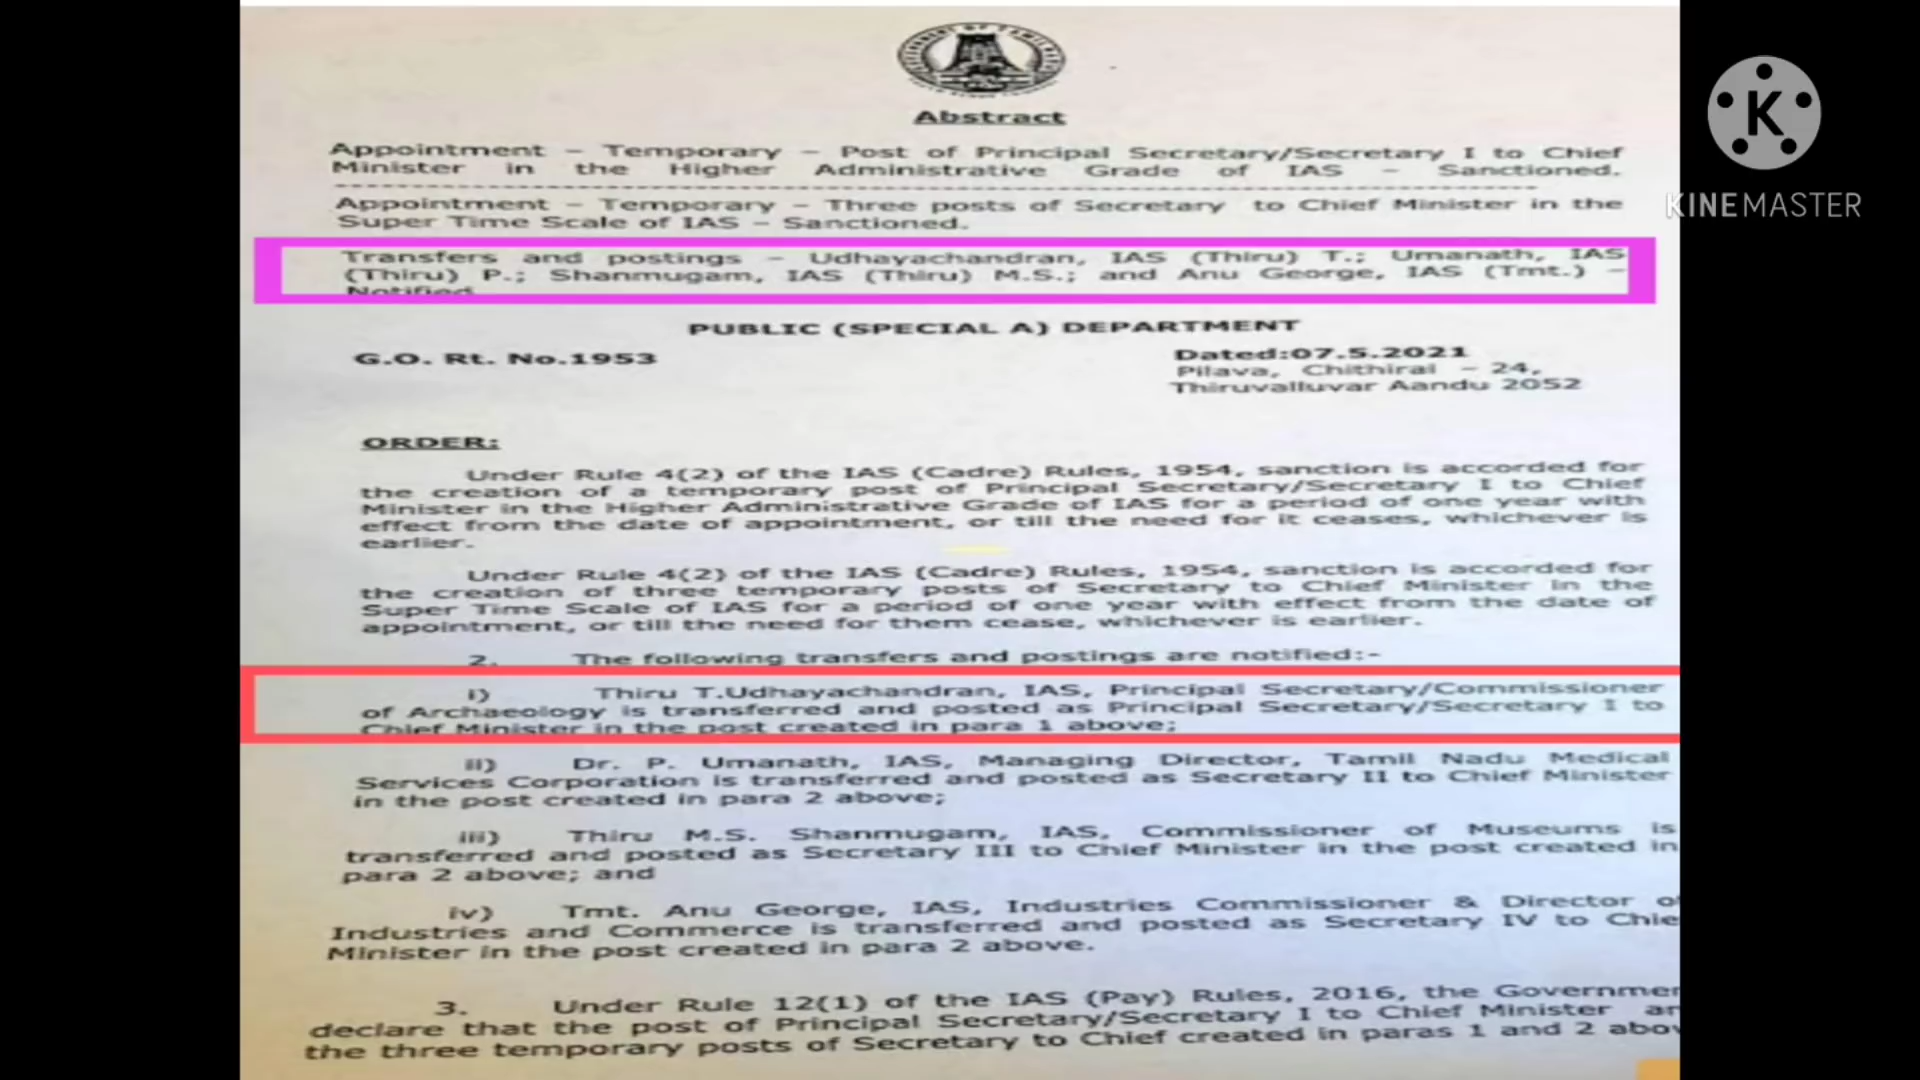 Abstract
Appointment – Temporary – Post of Principal Secretary/Secretary I to Chief
Minister in the Higher Administrative Grade of IAS – Sanctioned.
Appointment – Temporary – Three posts of Secretary to Chief Minister in the
Super Time Scale of IAS – Sanctioned.
Transfers and postings – Udhayachandran, IAS (Thiru) T.; Umanath, IAS
(Thiru) P.; Shanmugam, IAS (Thiru) M.S.; and Anu George, IAS (Tmt.) –
Notified
PUBLIC (SPECIAL A) DEPARTMENT
G.O. Rt. No.1953
Dated:07.5.2021
Pilava, Chithirai – 24,
Thiruvalluvar Aandu 2052
ORDER:
Under Rule 4(2) of the IAS (Cadre) Rules, 1954, sanction is accorded for
the creation of a temporary post of Principal Secretary/Secretary I to Chief
Minister in the Higher Administrative Grade of IAS for a period of one year with
effect from the date of appointment, or till the need for it ceases, whichever is
earlier.
Under Rule 4(2) of the IAS (Cadre) Rules, 1954, sanction is accorded for
the creation of three temporary posts of Secretary to Chief Minister in the
Super Time Scale of IAS for a period of one year with effect from the date of
appointment, or till the need for them cease, whichever is earlier.
2. The following transfers and postings are notified:-
i) Thiru T.Udhayachandran, IAS, Principal Secretary/Commissioner
of Archaeology is transferred and posted as Principal Secretary/Secretary I to
Chief Minister in the post created in para 1 above;
ii) Dr. P. Umanath, IAS, Managing Director, Tamil Nadu Medical
Services Corporation is transferred and posted as Secretary II to Chief Minister
in the post created in para 2 above;
iii) Thiru M.S. Shanmugam, IAS, Commissioner of Museums is
transferred and posted as Secretary III to Chief Minister in the post created in
para 2 above; and
iv) Tmt. Anu George, IAS, Industries Commissioner & Director of
Industries and Commerce is transferred and posted as Secretary IV to Chie
Minister in the post created in para 2 above.
3. Under Rule 12(1) of the IAS (Pay) Rules, 2016, the Governmen
declare that the post of Principal Secretary/Secretary I to Chief Minister an
the three temporary posts of Secretary to Chief created in paras 1 and 2 abov
K
KINEMASTER